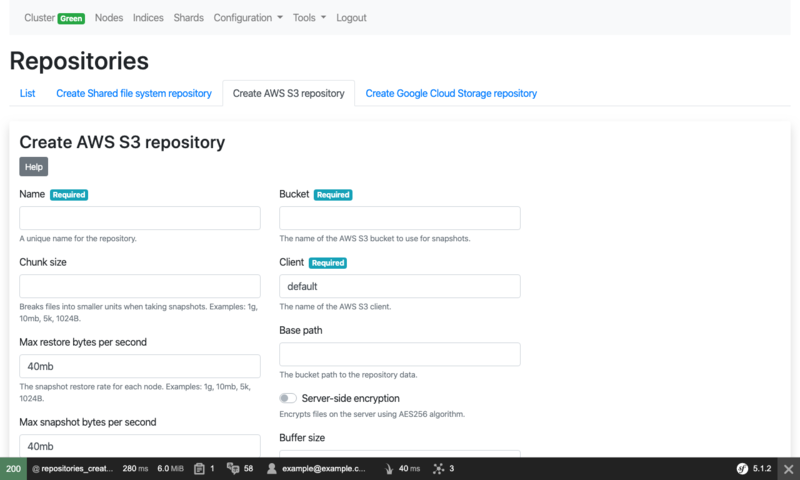 Cluster Green Nodes Indices Shards Configuration Tools Logout
Repositories
List Create Shared file system repository Create AWS S3 repository Create Google Cloud Storage repository
Create AWS S3 repository
Help
Name Required
A unique name for the repository.
Chunk size
Breaks files into smaller units when taking snapshots. Examples: 1g,
10mb, 5k, 1024B.
Max restore bytes per second
40mb
The snapshot restore rate for each node. Examples: 1g, 10mb, 5k,
1024B.
Max snapshot bytes per second
40mb
Bucket Required
The name of the AWS S3 bucket to use for snapshots.
Client Required
default
The name of the AWS S3 client.
Base path
The bucket path to the repository data.
Server-side encryption
Encrypts files on the server using AES256 algorithm.
Buffer size
200 @ repositories_creat... 280 ms 6.0 MiB 1 58 example@example.c... 40 ms 3 sf 5.1.2